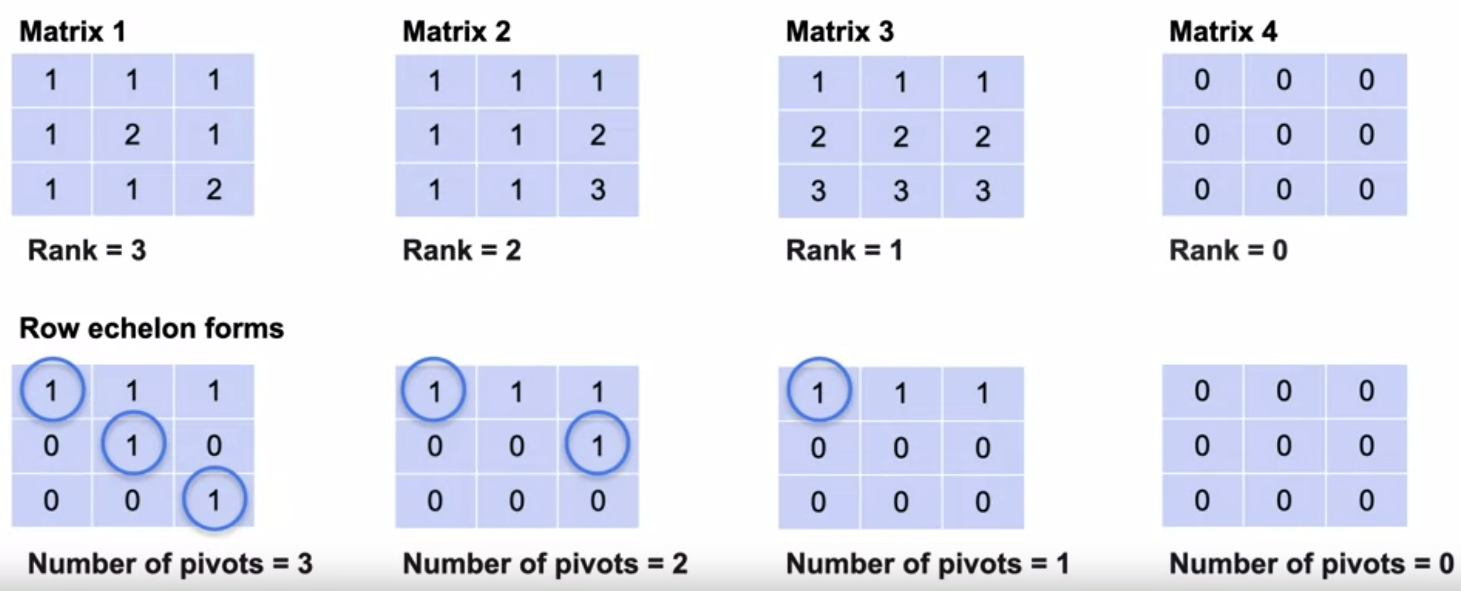 Matrix 1 Matrix 2 Matrix 3 Matrix 4
1 1 1 1 1 1 1 1 1 0 0 0
1 2 1 1 1 2 2 2 2 0 0 0
1 1 2 1 1 3 3 3 3 0 0 0
Rank = 3 Rank = 2 Rank = 1 Rank = 0
Row echelon forms
1 1 1 1 1 1 1 1 1 0 0 0
0 1 0 0 0 1 0 0 0 0 0 0
0 0 1 0 0 0 0 0 0 0 0 0
Number of pivots = 3 Number of pivots = 2 Number of pivots = 1 Number of pivots = 0